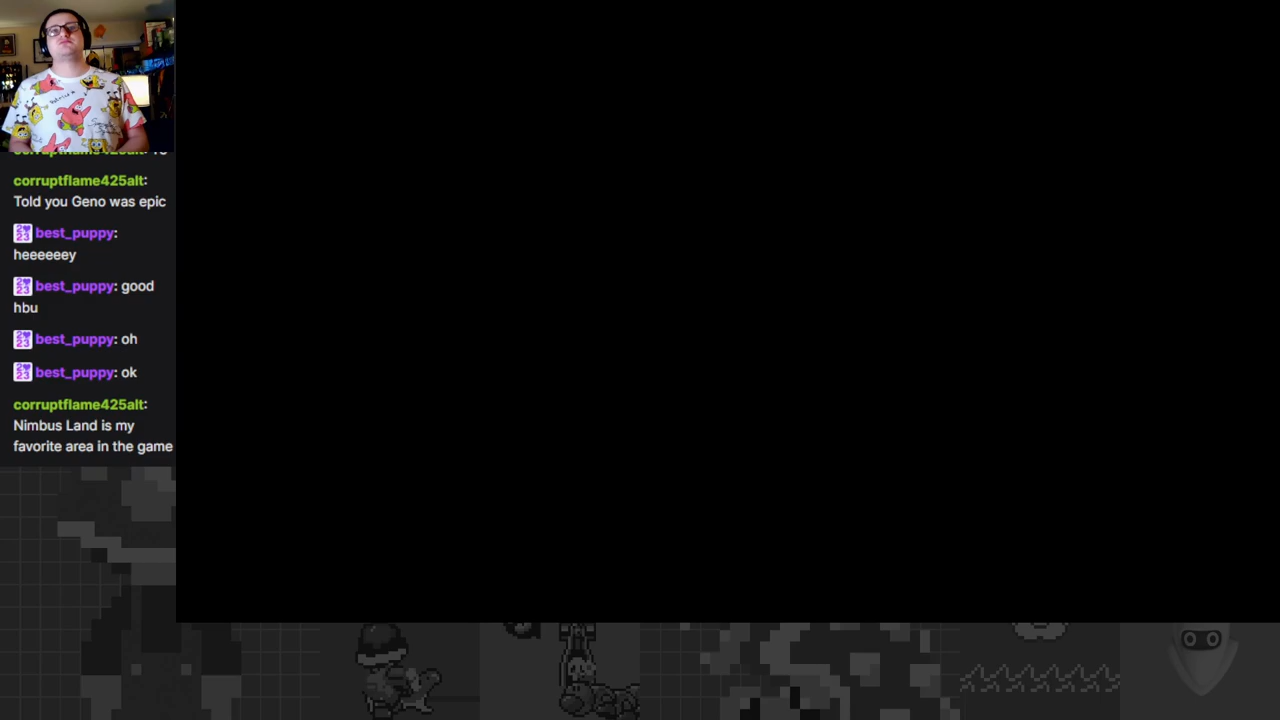 corruptflame425alt:
Told you Geno was epic
best_puppy:
heeeeeey
best_puppy: good
hbu
best_puppy: oh
best_puppy: ok
corruptflame425alt:
Nimbus Land is my
favorite area in the game